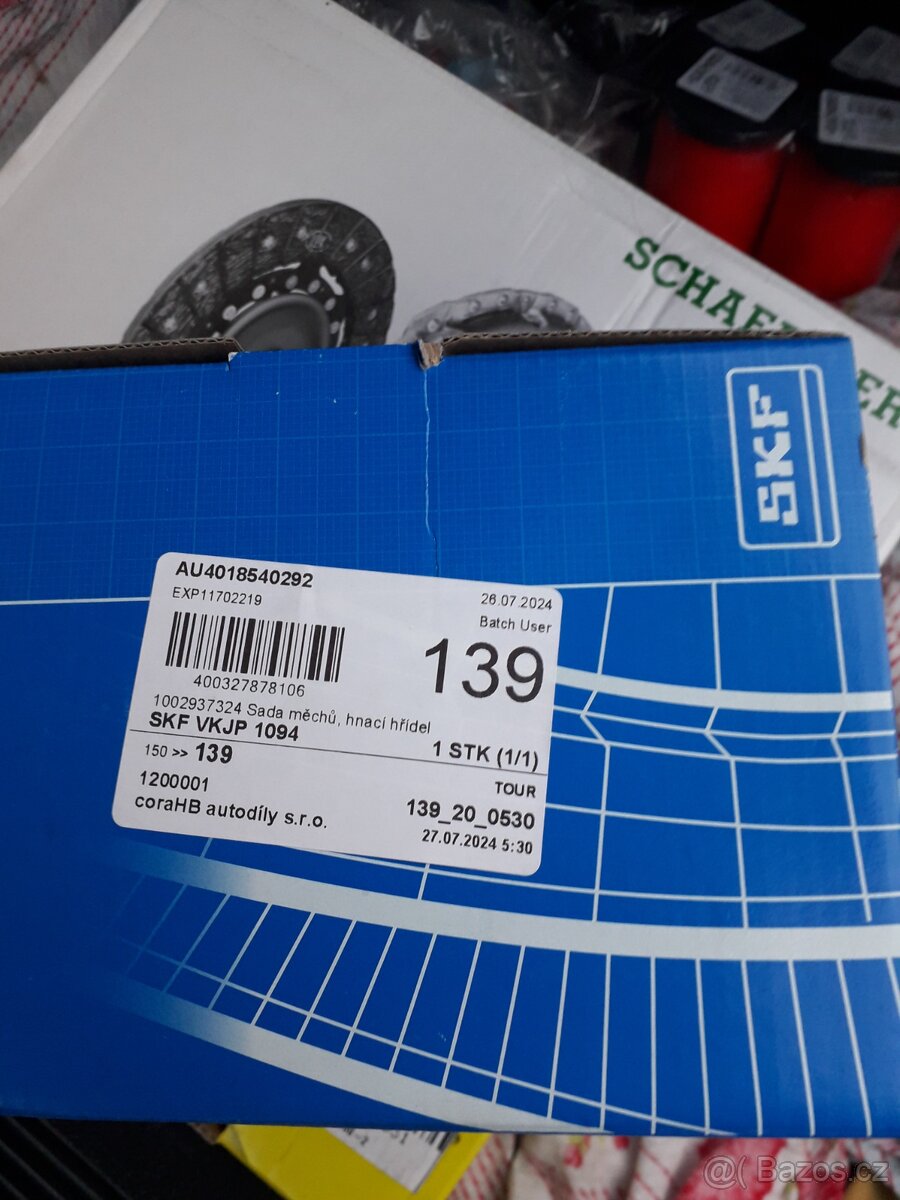 SCHAEFFLER
SKF
AU4018540292
EXP11702219
26.07.2024
Batch User
139
400327878106
1002937324 Sada měchů, hnací hřídel
SKF VKJP 1094
1 STK (1/1)
150 >> 139
1200001
TOUR
coraHB autodíly s.r.o.
139_20_0530
27.07.2024 5:30
@( Bazos.cz